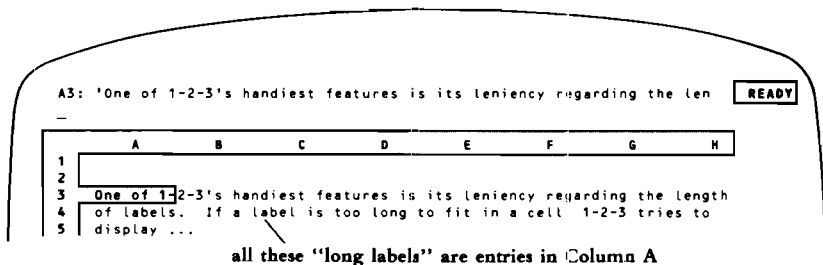 A3: 'One of 1-2-3's handiest features is its leniency regarding the len READY
A B C D E F G H
1
2
3 One of 1-2-3's handiest features is its leniency regarding the length
4 of labels. If a label is too long to fit in a cell 1-2-3 tries to
5 display ...
all these "long labels" are entries in Column A